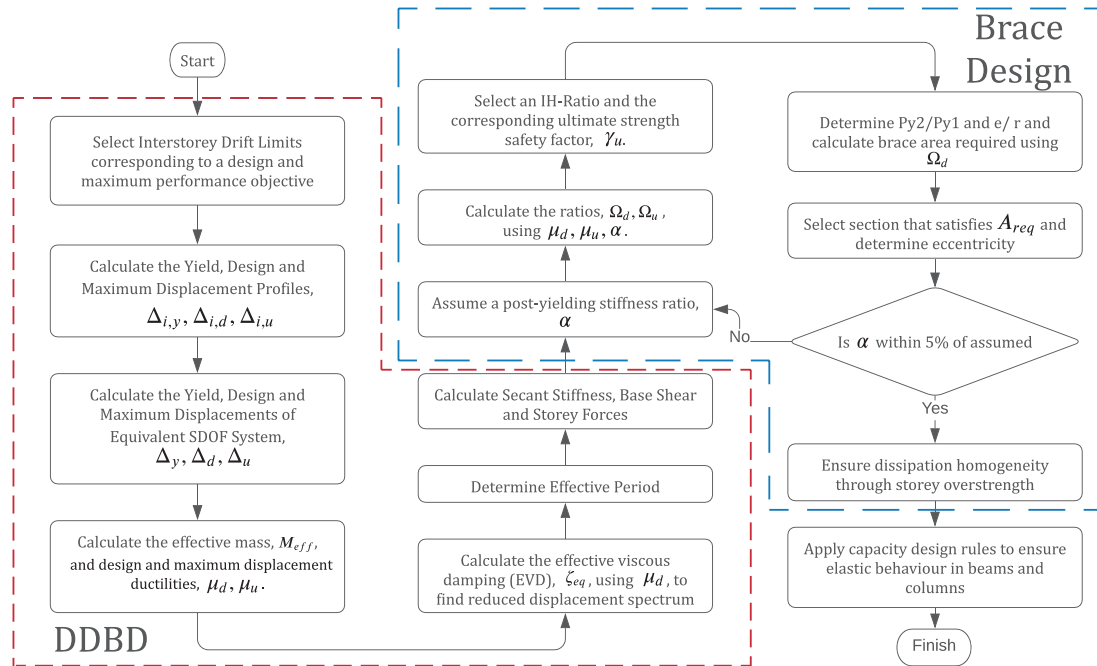 Start
Select Interstorey Drift Limits
corresponding to a design and
maximum performance objective
Calculate the Yield, Design and
Maximum Displacement Profiles,
Δi,y, Δi,d, Δi,u
Calculate the Yield, Design and
Maximum Displacements of
Equivalent SDOF System,
Δy, Δd, Δu
Calculate the effective mass, Meff,
and design and maximum displacement
ductilities, μd, μu.
DDBD
Calculate the effective viscous
damping (EVD), ζeq, using μd, to
find reduced displacement spectrum
Determine Effective Period
Calculate Secant Stiffness, Base Shear
and Storey Forces
Assume a post-yielding stiffness ratio,
α
Calculate the ratios, Ωd, Ωu,
using μd, μu, α.
Select an IH-Ratio and the
corresponding ultimate strength
safety factor, γu.
Brace
Design
Determine Py2/Py1 and e/ r and
calculate brace area required using
Ωd
Select section that satisfies Areq and
determine eccentricity
Is α within 5% of assumed
No
Yes
Ensure dissipation homogeneity
through storey overstrength
Apply capacity design rules to ensure
elastic behaviour in beams and
columns
Finish